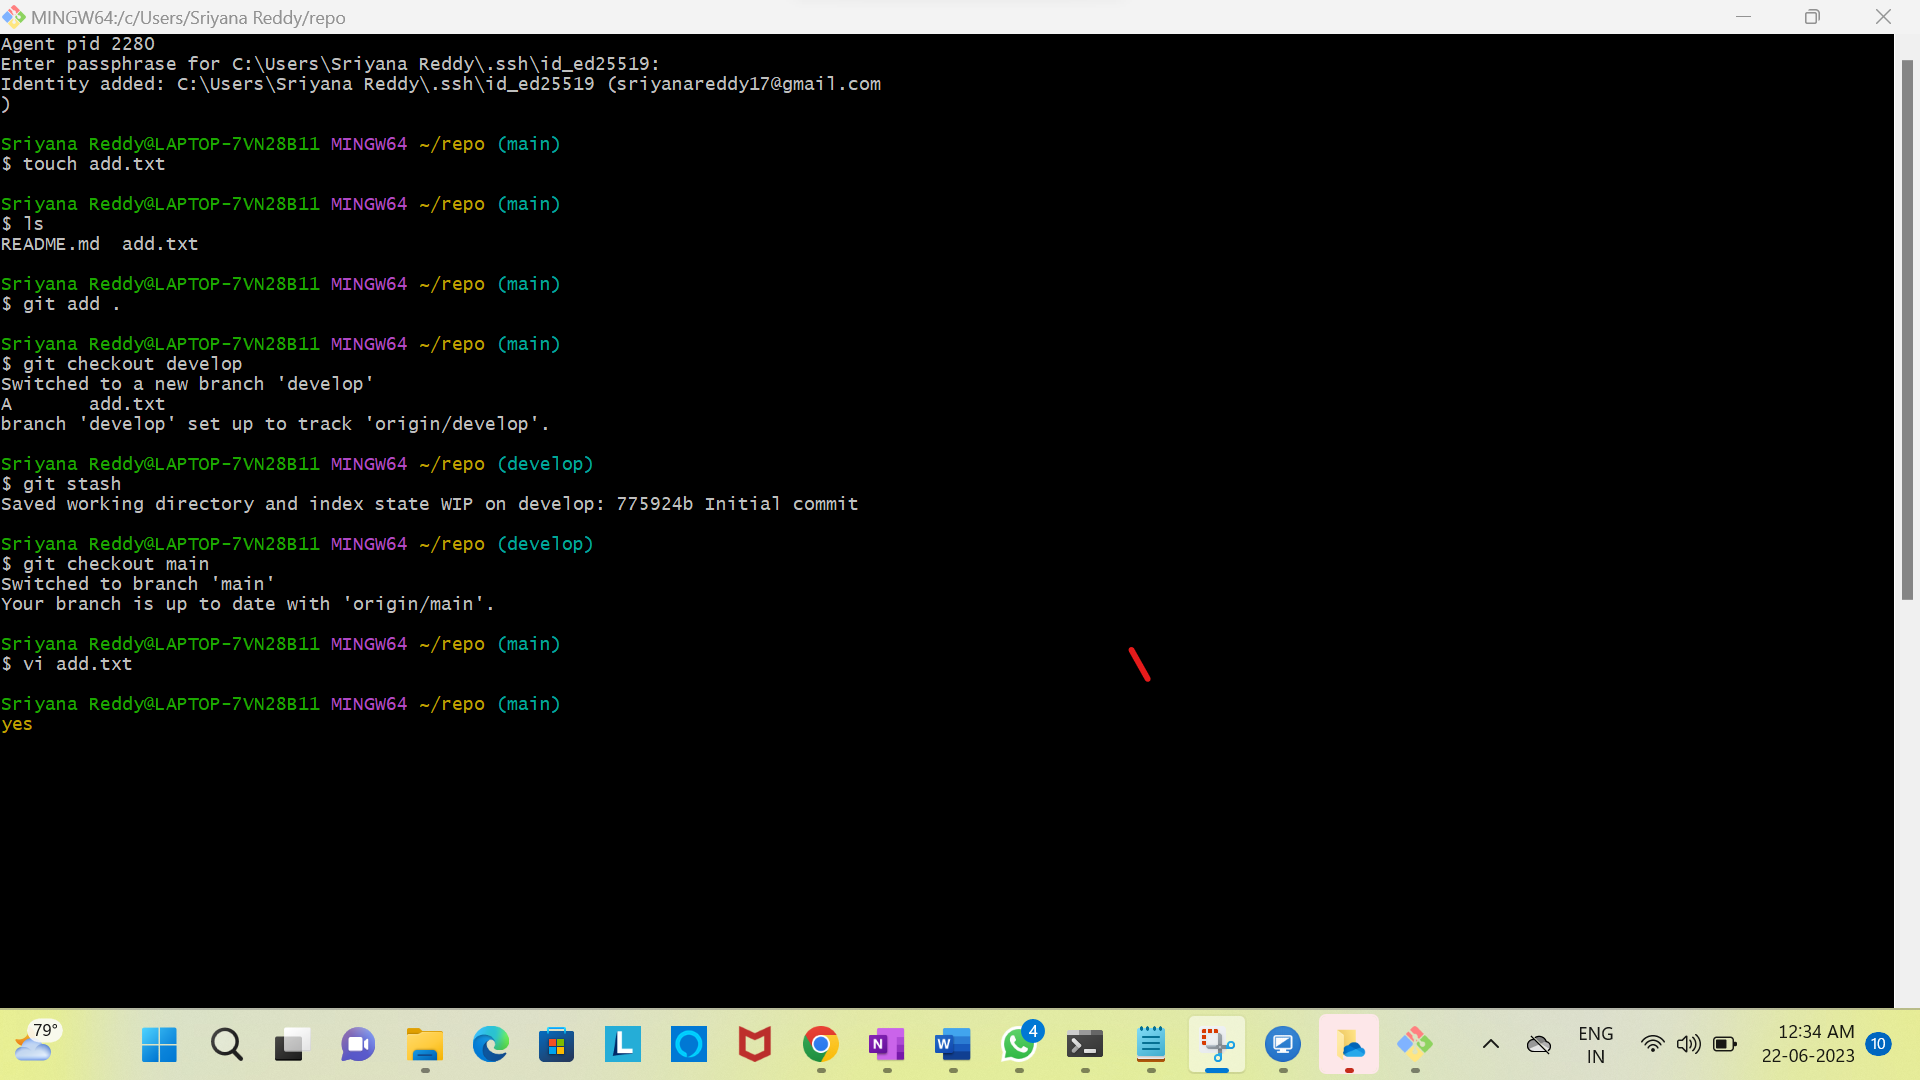 MINGW64:/c/Users/Sriyana Reddy/repo
Agent pid 2280
Enter passphrase for C:\Users\Sriyana Reddy\.ssh\id_ed25519:
Identity added: C:\Users\Sriyana Reddy\.ssh\id_ed25519 (sriyanareddy17@gmail.com
)
Sriyana Reddy@LAPTOP-7VN28B11 MINGW64 ~/repo (main)
$ touch add.txt
Sriyana Reddy@LAPTOP-7VN28B11 MINGW64 ~/repo (main)
$ ls
README.md  add.txt
Sriyana Reddy@LAPTOP-7VN28B11 MINGW64 ~/repo (main)
$ git add .
Sriyana Reddy@LAPTOP-7VN28B11 MINGW64 ~/repo (main)
$ git checkout develop
Switched to a new branch 'develop'
A       add.txt
branch 'develop' set up to track 'origin/develop'.
Sriyana Reddy@LAPTOP-7VN28B11 MINGW64 ~/repo (develop)
$ git stash
Saved working directory and index state WIP on develop: 775924b Initial commit
Sriyana Reddy@LAPTOP-7VN28B11 MINGW64 ~/repo (develop)
$ git checkout main
Switched to branch 'main'
Your branch is up to date with 'origin/main'.
Sriyana Reddy@LAPTOP-7VN28B11 MINGW64 ~/repo (main)
$ vi add.txt
Sriyana Reddy@LAPTOP-7VN28B11 MINGW64 ~/repo (main)
yes
79°
L
N
W
4
ENG
IN
12:34 AM
22-06-2023
10